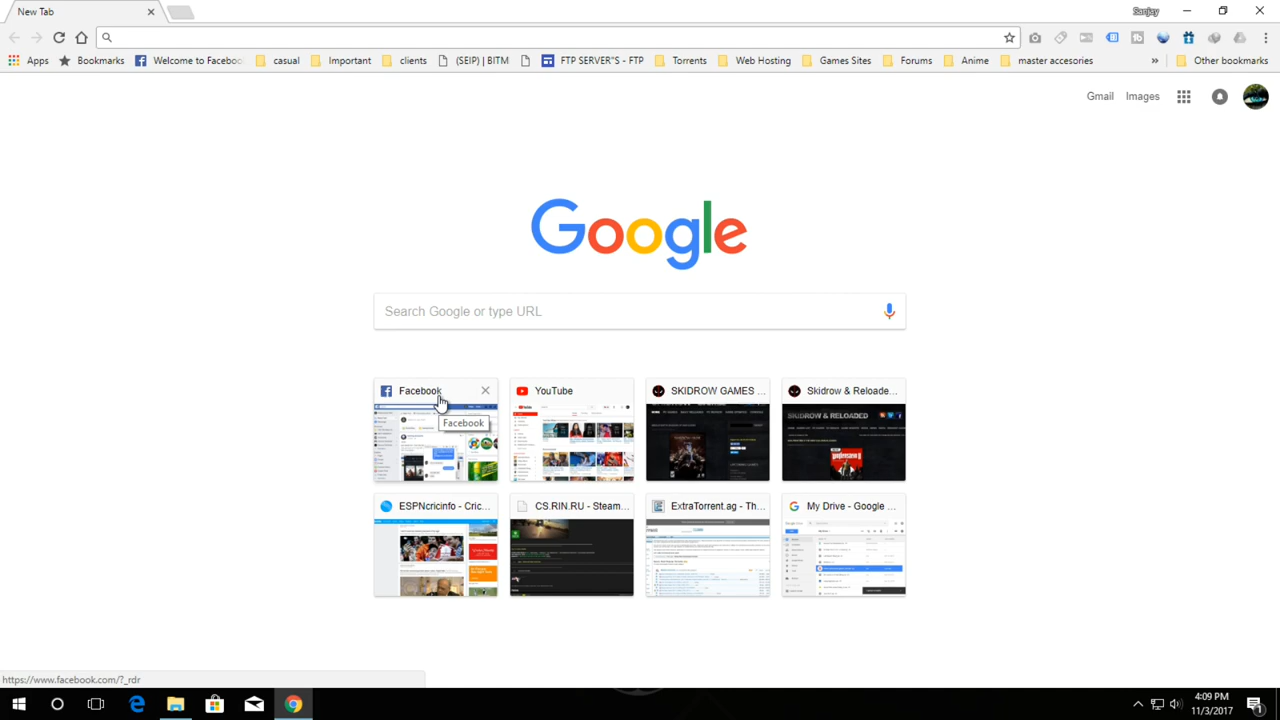 New Tab
Sanjay
Apps Bookmarks Welcome to Faceboo casual Important clients (SEIP) | BITM FTP SERVER"S - FTP Torrents Web Hosting Games Sites Forums Anime master accesories » Other bookmarks
Gmail Images
Google
Search Google or type URL
Facebook YouTube SKIDROW GAMES ... Skidrow & Reloade...
SKIDROW & RELOADED
Facebook
ESPNcricinfo - Cric... CS.RIN.RU - Steam... ExtraTorrent.ag - Th... My Drive - Google ...
https://www.facebook.com/?_rdr
4:09 PM
11/3/2017
1